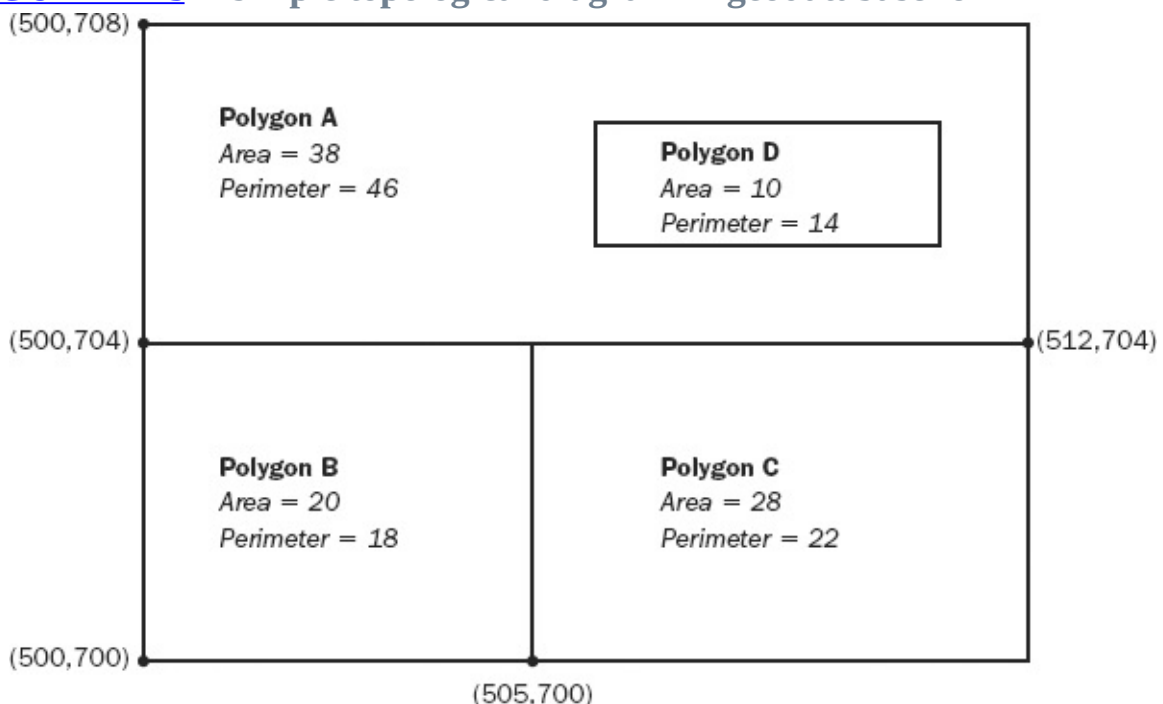 (500,708)
Polygon A
Area = 38
Perimeter = 46
Polygon D
Area = 10
Perimeter = 14
(500,704)
(512,704)
Polygon B
Area = 20
Perimeter = 18
Polygon C
Area = 28
Perimeter = 22
(500,700)
(505,700)